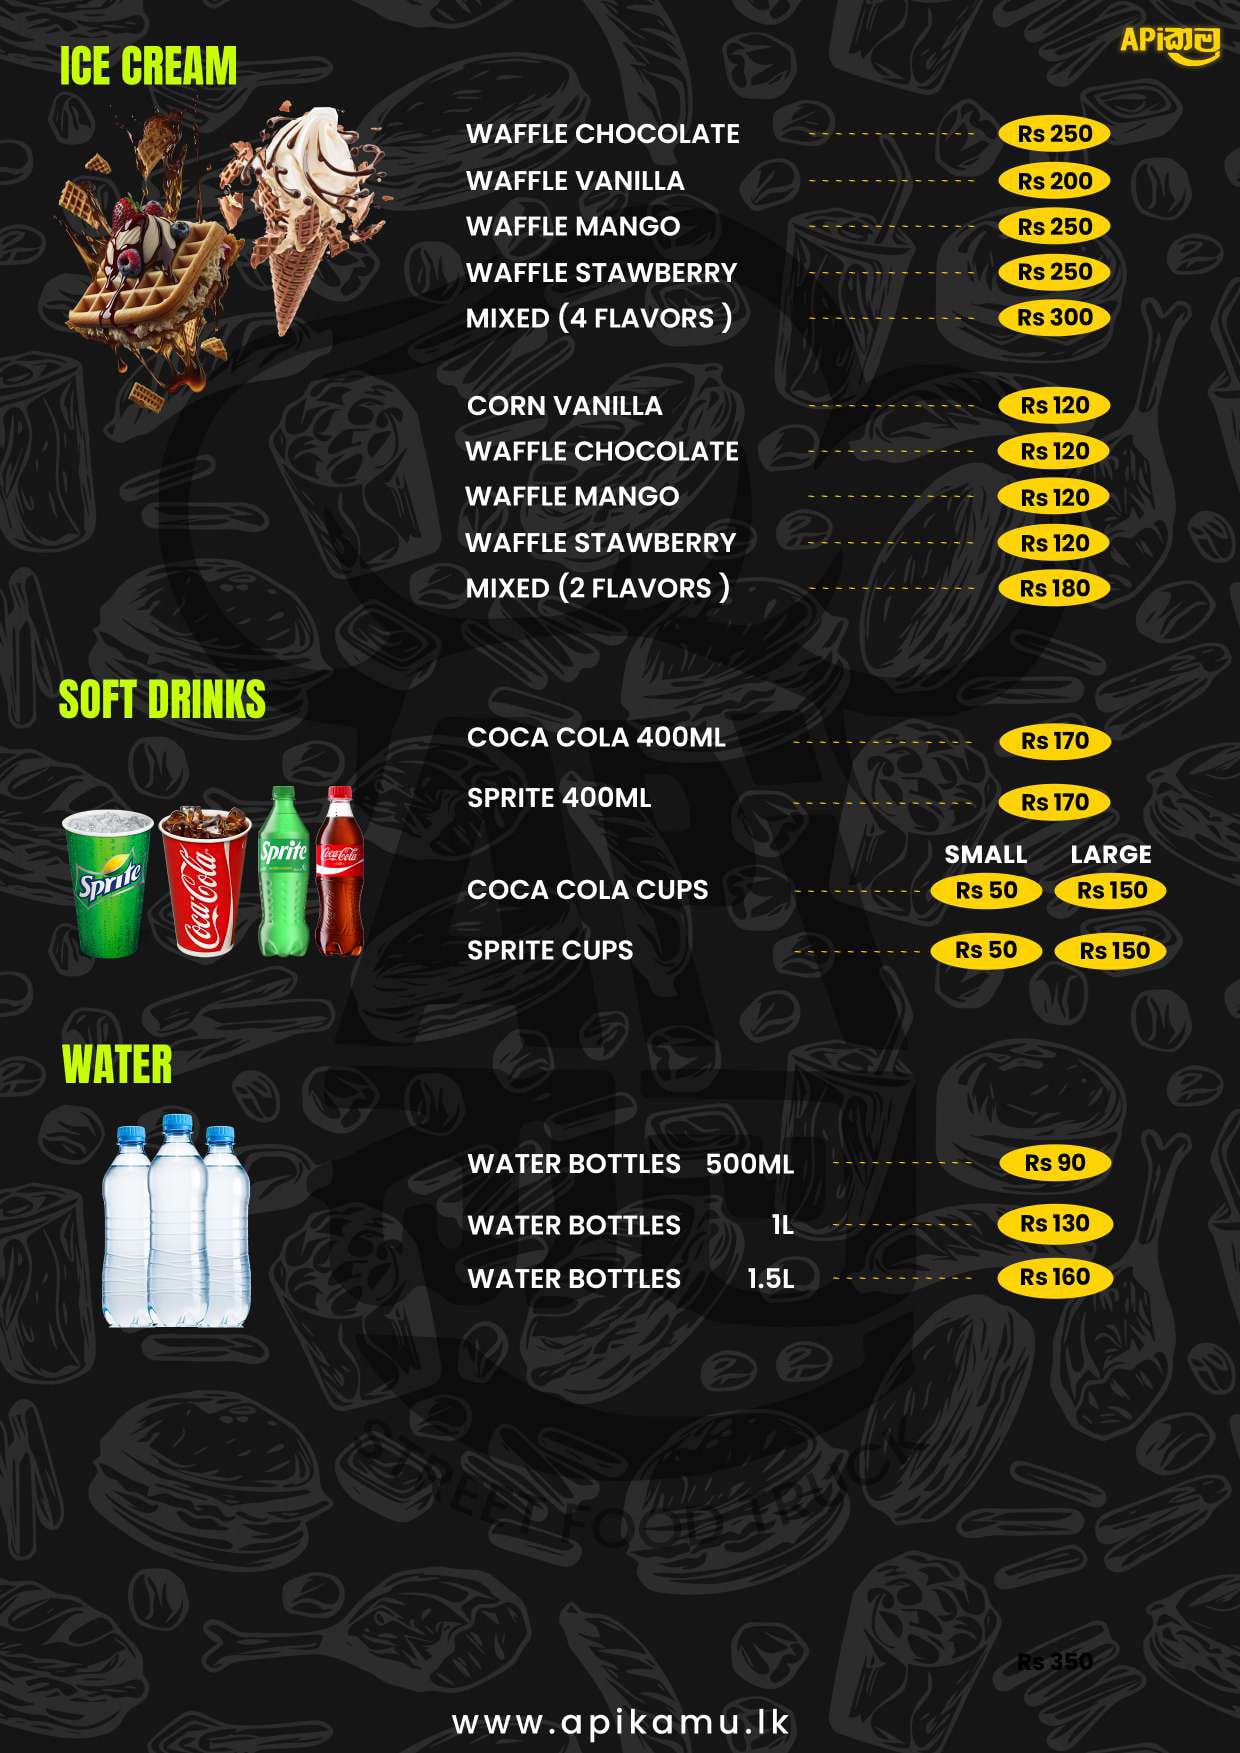 APiකමු
ICE CREAM
WAFFLE CHOCOLATE Rs 250
WAFFLE VANILLA Rs 200
WAFFLE MANGO Rs 250
WAFFLE STAWBERRY Rs 250
MIXED (4 FLAVORS ) Rs 300
CORN VANILLA Rs 120
WAFFLE CHOCOLATE Rs 120
WAFFLE MANGO Rs 120
WAFFLE STAWBERRY Rs 120
MIXED (2 FLAVORS ) Rs 180
SOFT DRINKS
COCA COLA 400ML Rs 170
SPRITE 400ML Rs 170
SMALL LARGE
COCA COLA CUPS Rs 50 Rs 150
SPRITE CUPS Rs 50 Rs 150
Sprite Coca-Cola Sprite Coca-Cola
WATER
WATER BOTTLES 500ML Rs 90
WATER BOTTLES 1L Rs 130
WATER BOTTLES 1.5L Rs 160
STREET FOOD TRUCK
Rs 350
www.apikamu.lk